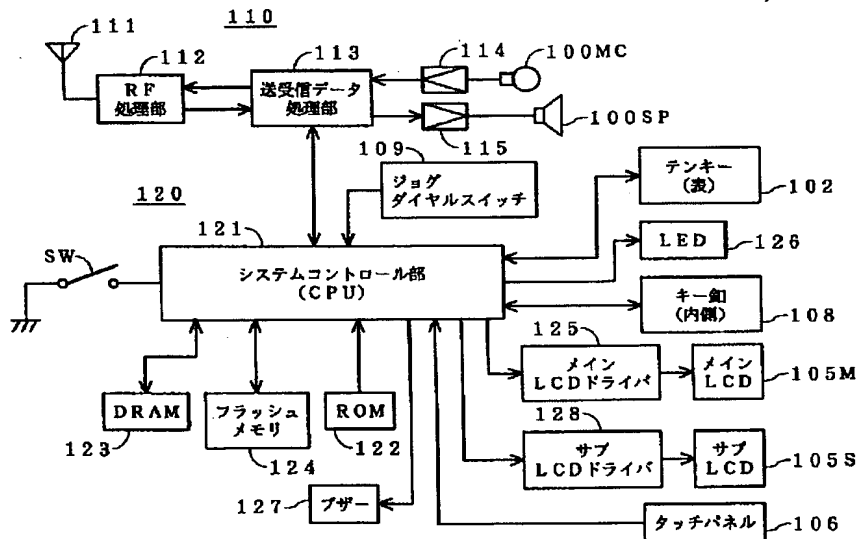 110
111
112
113
114
100MC
RF
処理部
送受信データ
処理部
100SP
115
109
ジョグ
ダイヤルスイッチ
テンキー
(表)
102
120
121
LED
126
SW
システムコントロール部
(CPU)
キー釦
(内側)
108
125
メイン
LCDドライバ
メイン
LCD
105M
DRAM
123
フラッシュ
メモリ
124
ROM
122
128
サブ
LCDドライバ
サブ
LCD
105S
127
ブザー
タッチパネル
106